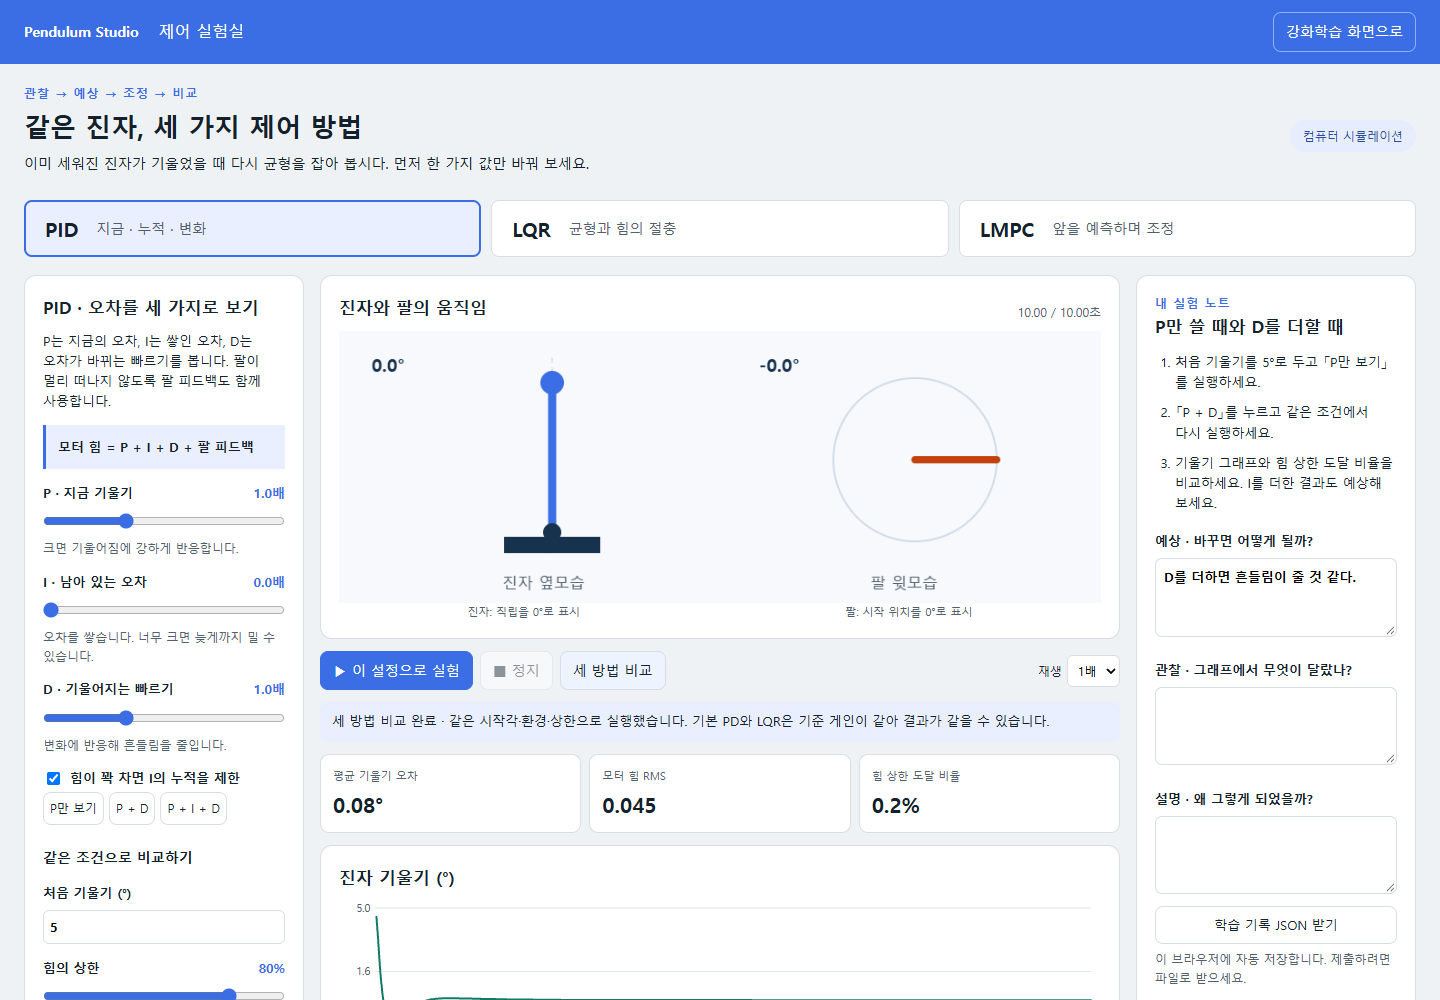 Pendulum Studio 제어 실험실
강화학습 화면으로
관찰 → 예상 → 조정 → 비교
같은 진자, 세 가지 제어 방법
이미 세워진 진자가 기울었을 때 다시 균형을 잡아 봅시다. 먼저 한 가지 값만 바꿔 보세요.
컴퓨터 시뮬레이션
PID 지금 · 누적 · 변화
LQR 균형과 힘의 절충
LMPC 앞을 예측하며 조정
PID · 오차를 세 가지로 보기
P는 지금의 오차, I는 쌓인 오차, D는
오차가 바뀌는 빠르기를 봅니다. 팔이
멀리 떠나지 않도록 팔 피드백도 함께
사용합니다.
모터 힘 = P + I + D + 팔 피드백
P · 지금 기울기 1.0배
크면 기울어짐에 강하게 반응합니다.
I · 남아 있는 오차 0.0배
오차를 쌓습니다. 너무 크면 늦게까지 밀 수
있습니다.
D · 기울어지는 빠르기 1.0배
변화에 반응해 흔들림을 줄입니다.
힘이 꽉 차면 I의 누적을 제한
P만 보기 P + D P + I + D
같은 조건으로 비교하기
처음 기울기 (°)
5
힘의 상한 80%
진자와 팔의 움직임
10.00 / 10.00초
0.0°
-0.0°
진자 옆모습
팔 윗모습
진자: 직립을 0°로 표시
팔: 시작 위치를 0°로 표시
▶ 이 설정으로 실험
■ 정지
세 방법 비교
재생 1배
세 방법 비교 완료 · 같은 시작각·환경·상한으로 실행했습니다. 기본 PD와 LQR은 기준 게인이 같아 결과가 같을 수 있습니다.
평균 기울기 오차
0.08°
모터 힘 RMS
0.045
힘 상한 도달 비율
0.2%
진자 기울기 (°)
5.0
1.6
내 실험 노트
P만 쓸 때와 D를 더할 때
1. 처음 기울기를 5°로 두고 「P만 보기」
를 실행하세요.
2. 「P + D」를 누르고 같은 조건에서
다시 실행하세요.
3. 기울기 그래프와 힘 상한 도달 비율을
비교하세요. I를 더한 결과도 예상해
보세요.
예상 · 바꾸면 어떻게 될까?
D를 더하면 흔들림이 줄 것 같다.
관찰 · 그래프에서 무엇이 달랐나?
설명 · 왜 그렇게 되었을까?
학습 기록 JSON 받기
이 브라우저에 자동 저장합니다. 제출하려면
파일로 받으세요.